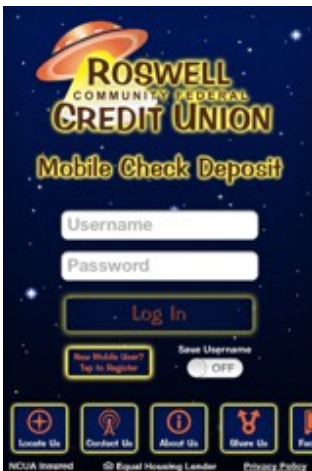 ROSWELL
COMMUNITY FEDERAL
CREDIT UNION
Mobile Check Deposit
Username
Password
Log In
New Mobile User?
Tap to Register
Save Username
OFF
Locate Us
Contact Us
About Us
Share Us
NCUA Insured
Equal Housing Lender
Privacy Policy